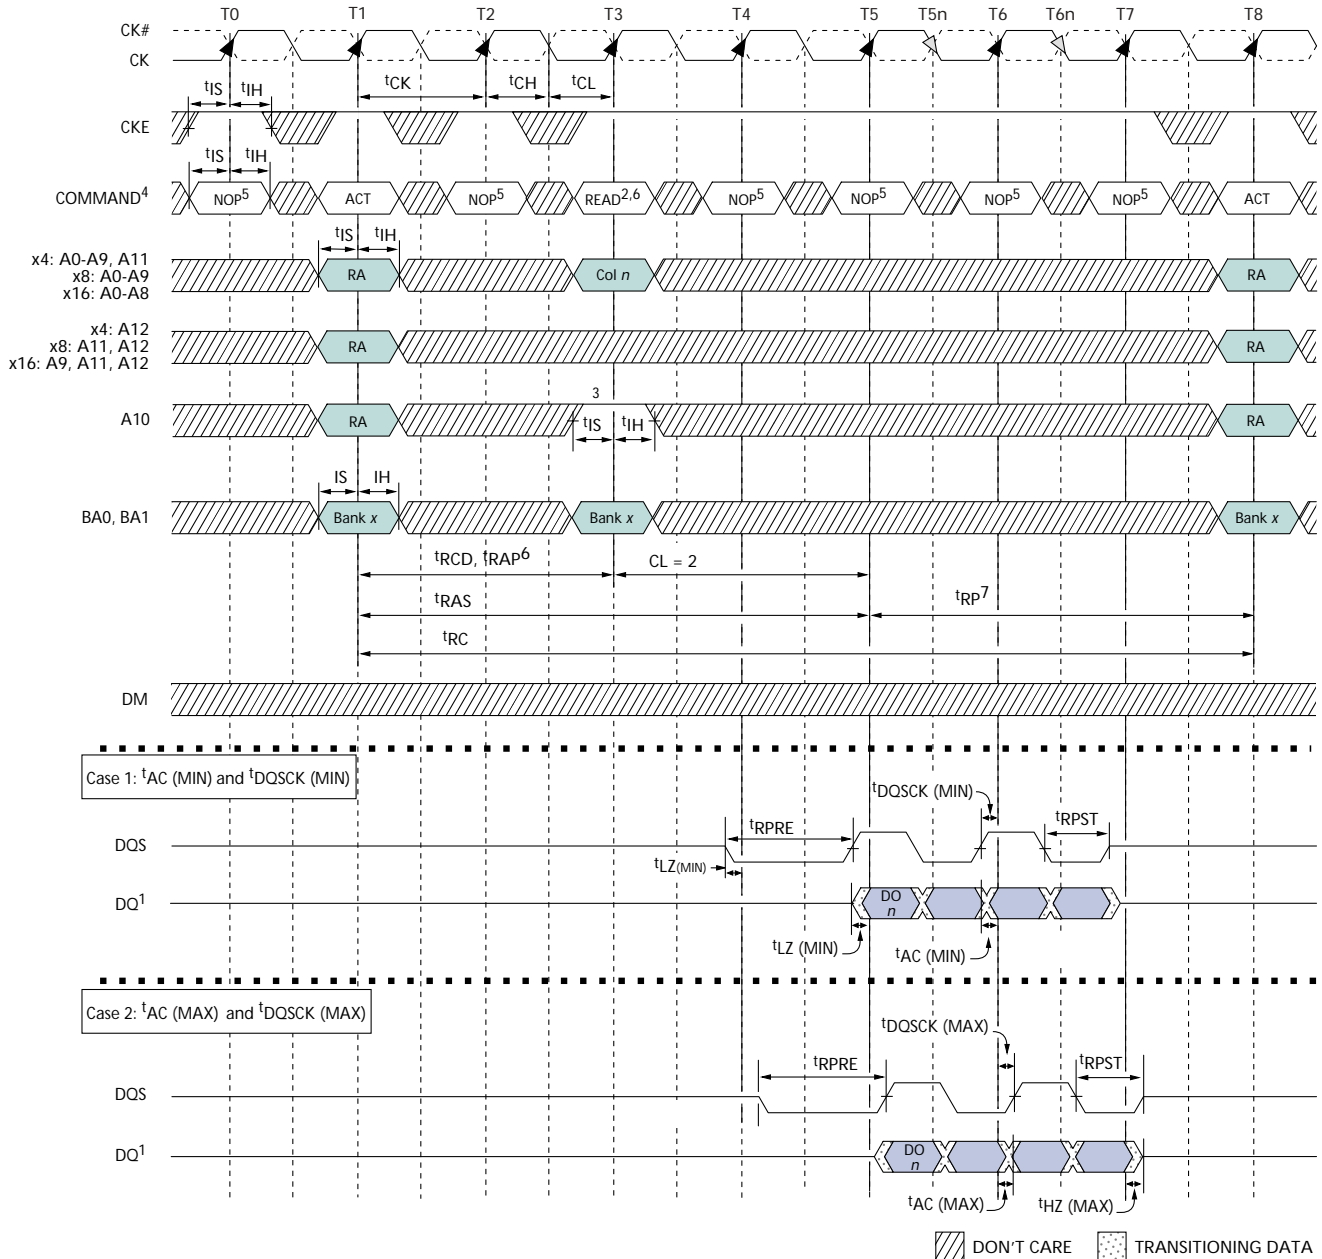 T0 T1 T2 T3 T4 T5 T5n T6 T6n T7 T8
CK#
CK
tCK tCH tCL
tIS tIH
CKE
tIS tIH
COMMAND4 NOP5 ACT NOP5 READ2,6 NOP5 NOP5 NOP5 NOP5 ACT
tIS tIH
x4: A0-A9, A11
x8: A0-A9
x16: A0-A8
RA Col n RA
x4: A12
x8: A11, A12
x16: A9, A11, A12
RA RA
3
A10 RA tIS tIH RA
IS IH
BA0, BA1 Bank x Bank x Bank x
tRCD, tRAP6 CL = 2
tRAS tRP7
tRC
DM
Case 1: tAC (MIN) and tDQSCK (MIN)
tDQSCK (MIN)
tRPRE tRPST
DQS
tLZ(MIN)
DQ1 DO n
tLZ (MIN) tAC (MIN)
Case 2: tAC (MAX) and tDQSCK (MAX)
tDQSCK (MAX)
tRPRE tRPST
DQS
DQ1 DO n
tAC (MAX) tHZ (MAX)
DON'T CARE TRANSITIONING DATA